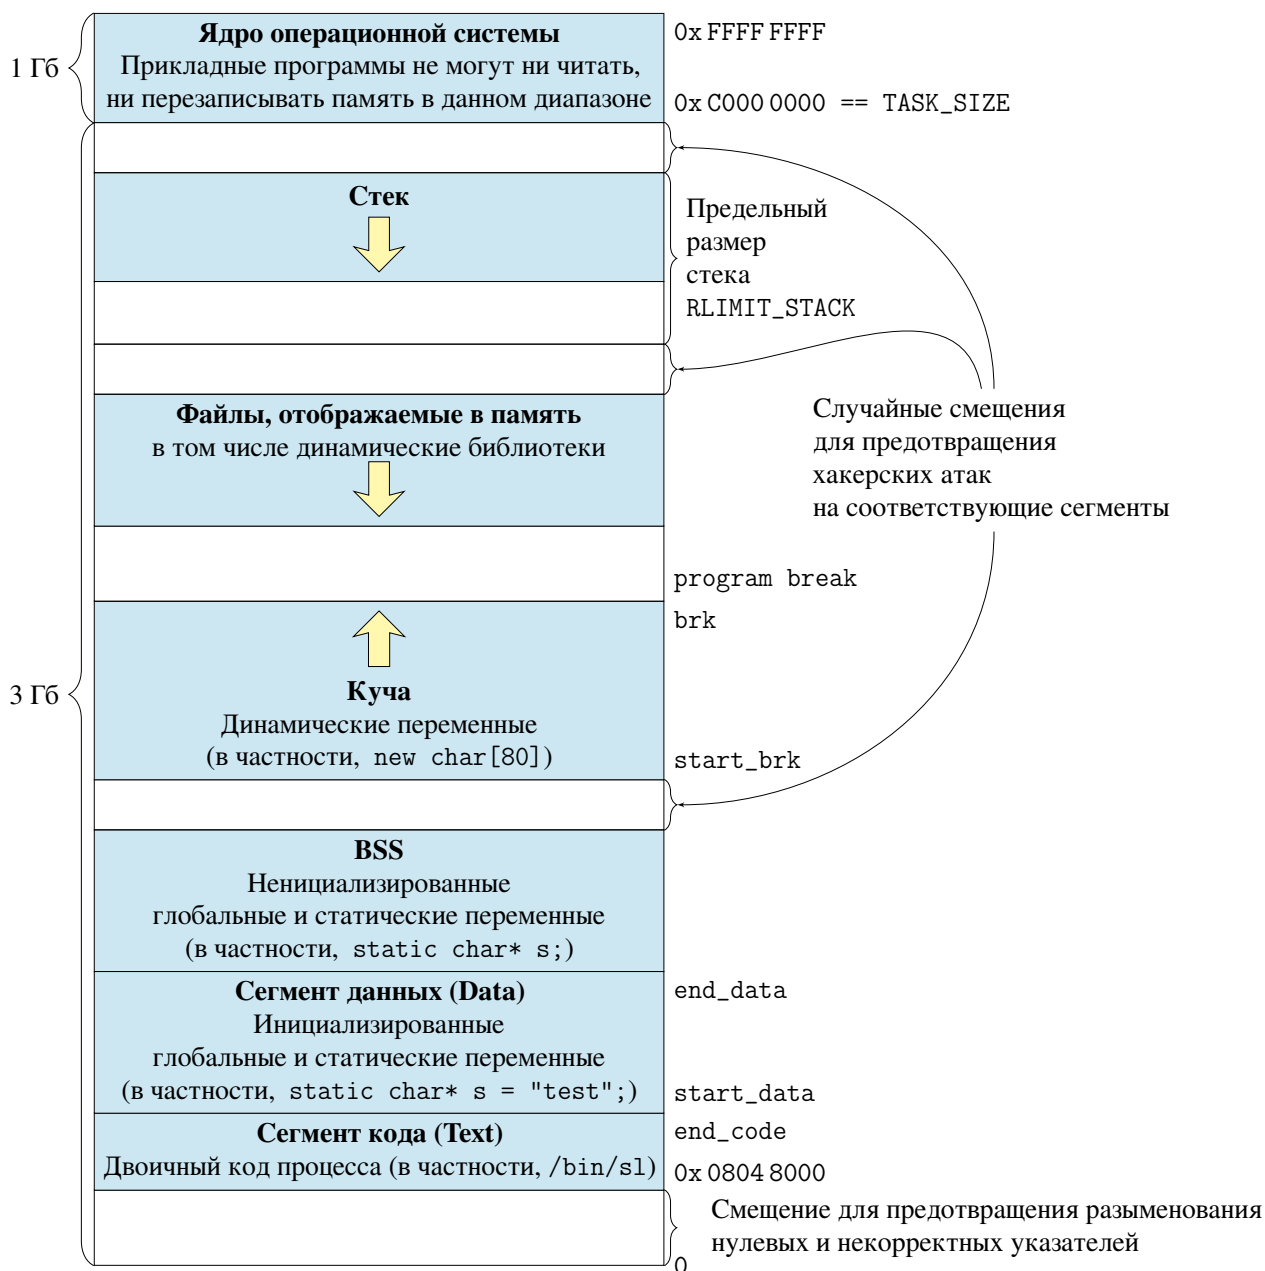 1 Гб
Ядро операционной системы
Прикладные программы не могут ни читать,
ни перезаписывать память в данном диапазоне
0x FFFF FFFF
0x C000 0000 == TASK_SIZE
Стек
Предельный
размер
стека
RLIMIT_STACK
Файлы, отображаемые в память
в том числе динамические библиотеки
Случайные смещения
для предотвращения
хакерских атак
на соответствующие сегменты
program break
brk
3 Гб
Куча
Динамические переменные
(в частности, new char[80])
start_brk
BSS
Ненициализированные
глобальные и статические переменные
(в частности, static char* s;)
Сегмент данных (Data)
Инициализированные
глобальные и статические переменные
(в частности, static char* s = "test";)
end_data
start_data
Сегмент кода (Text)
Двоичный код процесса (в частности, /bin/sl)
end_code
0x 0804 8000
Смещение для предотвращения разыменования
нулевых и некорректных указателей
0